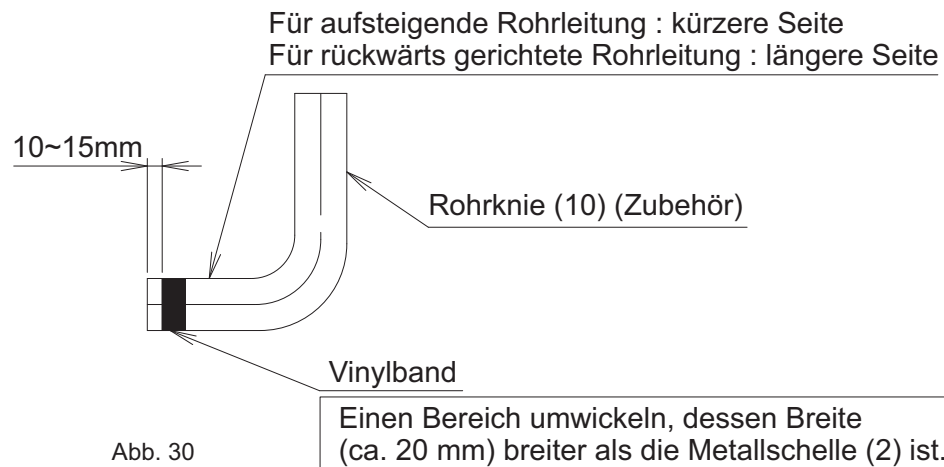 Für aufsteigende Rohrleitung : kürzere Seite
Für rückwärts gerichtete Rohrleitung : längere Seite
10~15mm
Rohrknie (10) (Zubehör)
Vinylband
Einen Bereich umwickeln, dessen Breite
(ca. 20 mm) breiter als die Metallschelle (2) ist.
Abb. 30